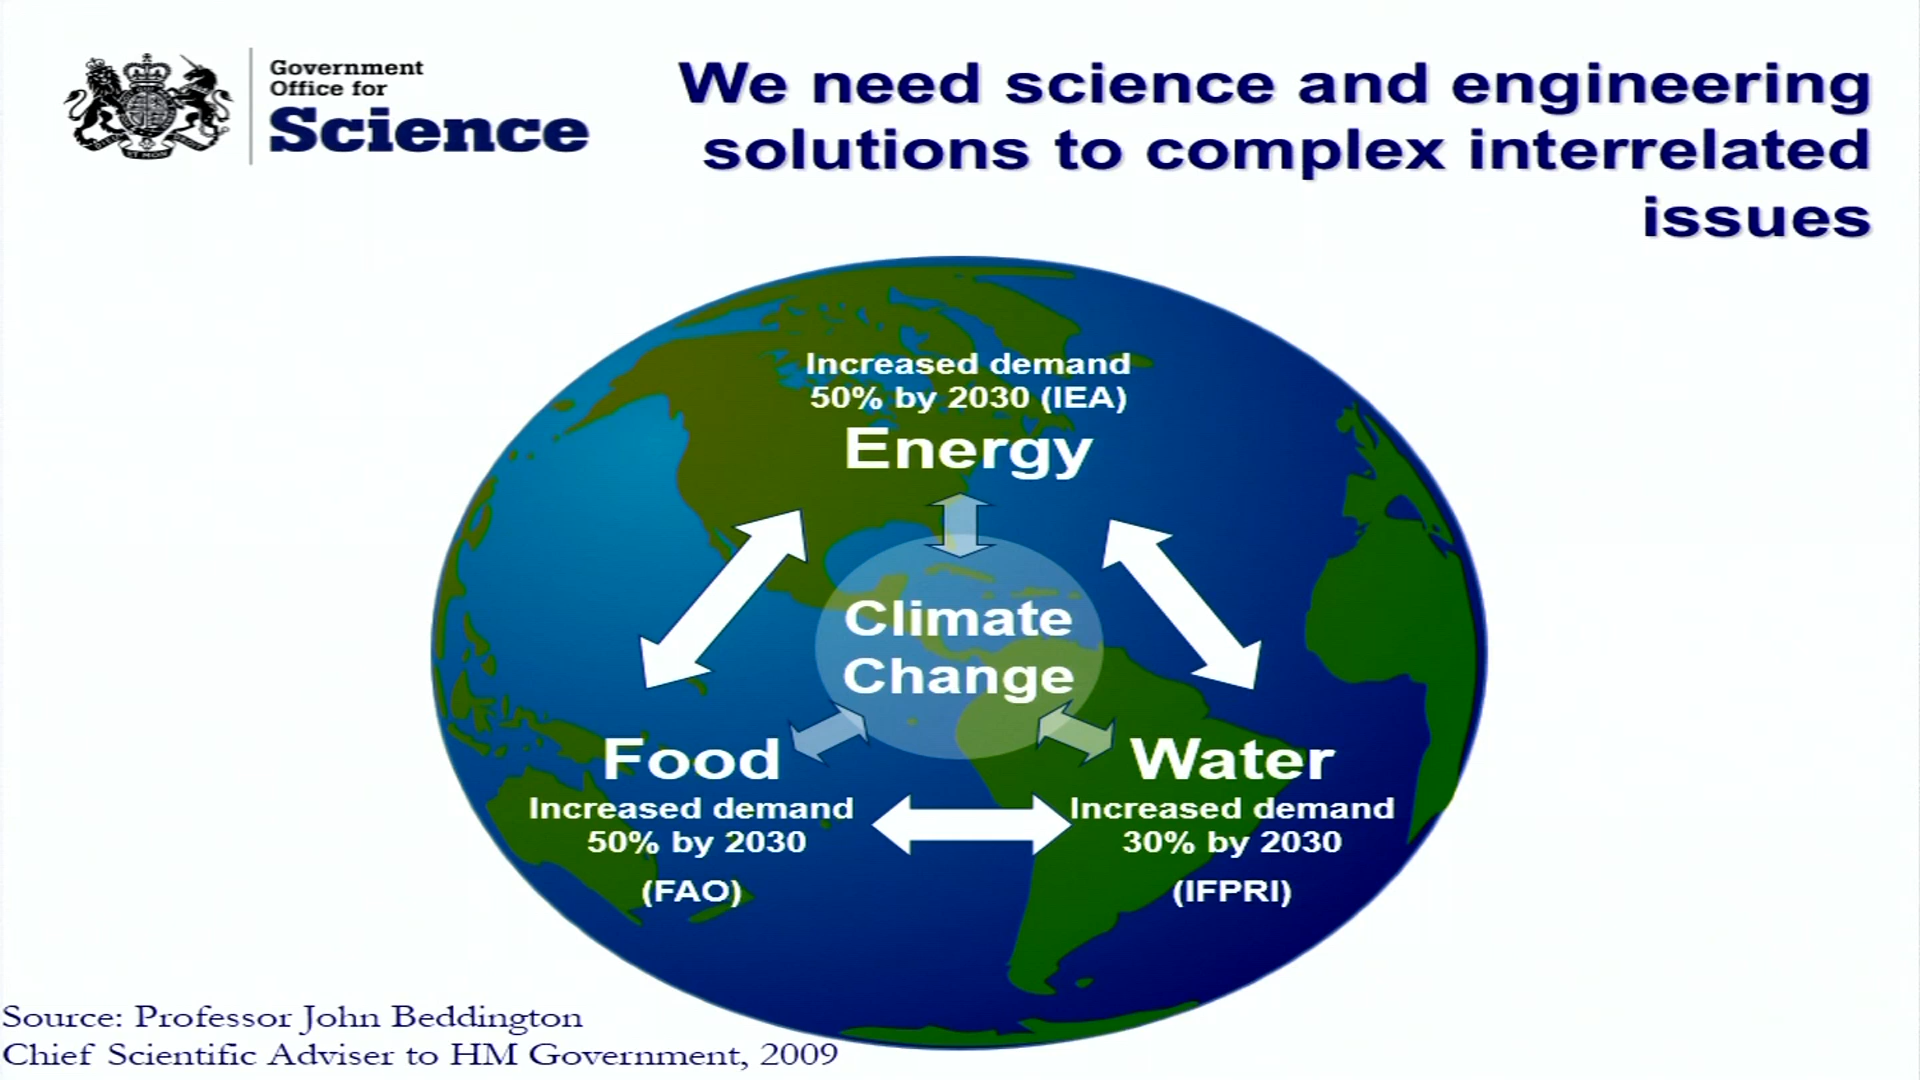 Government
Office for
Science
We need science and engineering
solutions to complex interrelated
issues
Increased demand
50% by 2030 (IEA)
Energy
Climate
Change
Food
Increased demand
50% by 2030
(FAO)
Water
Increased demand
30% by 2030
(IFPRI)
Source: Professor John Beddington
Chief Scientific Adviser to HM Government, 2009